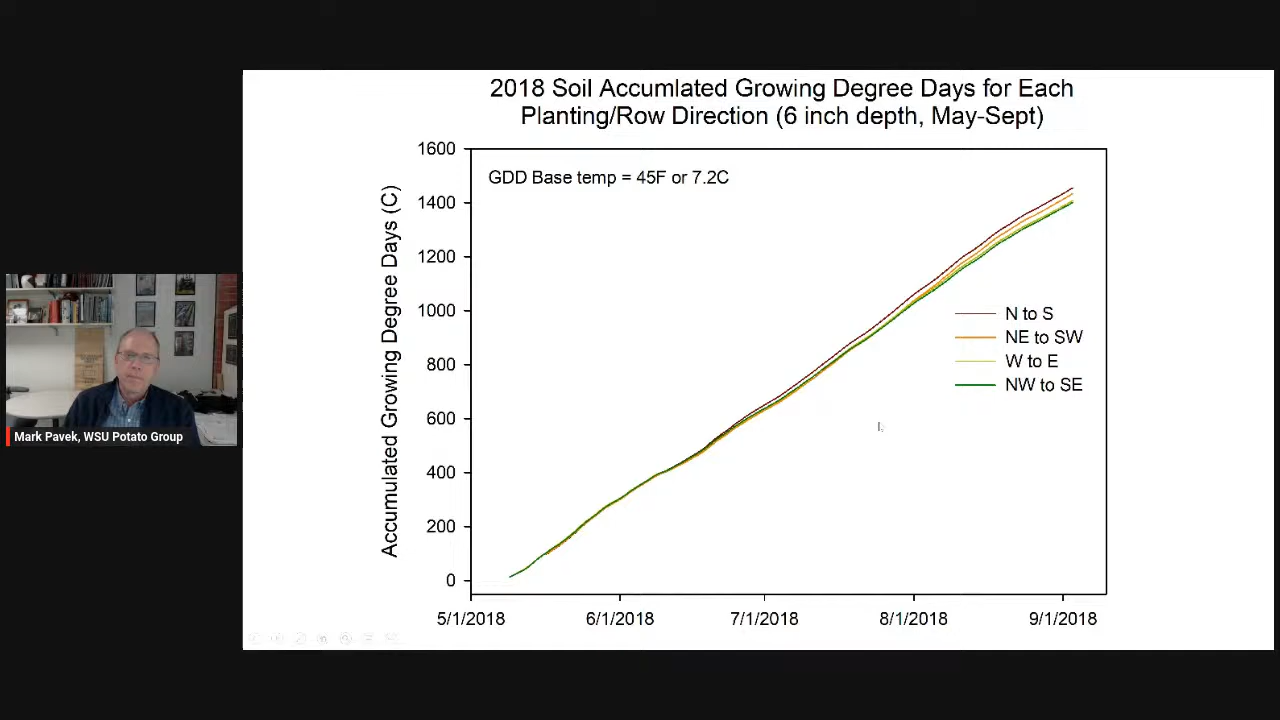 2018 Soil Accumlated Growing Degree Days for Each
Planting/Row Direction (6 inch depth, May-Sept)
GDD Base temp = 45F or 7.2C
Accumulated Growing Degree Days (C)
1600
1400
1200
1000
800
600
400
200
0
5/1/2018
6/1/2018
7/1/2018
8/1/2018
9/1/2018
N to S
NE to SW
W to E
NW to SE
Mark Pavek, WSU Potato Group